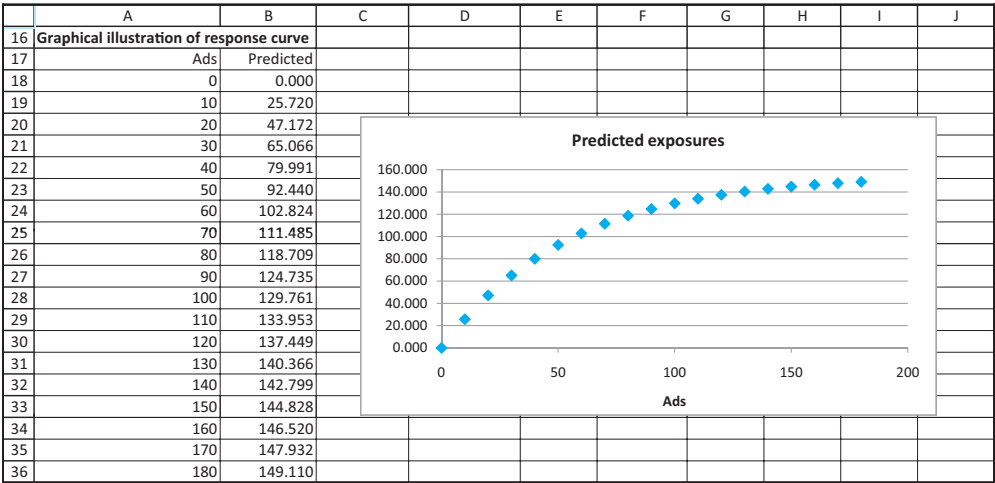 A B C D E F G H I J
16 Graphical illustration of response curve
17 Ads Predicted
18 0 0.000
19 10 25.720
20 20 47.172
21 30 65.066
22 40 79.991
23 50 92.440
24 60 102.824
25 70 111.485
26 80 118.709
27 90 124.735
28 100 129.761
29 110 133.953
30 120 137.449
31 130 140.366
32 140 142.799
33 150 144.828
34 160 146.520
35 170 147.932
36 180 149.110
Predicted exposures
160.000
140.000
120.000
100.000
80.000
60.000
40.000
20.000
0.000
0 50 100 150 200
Ads